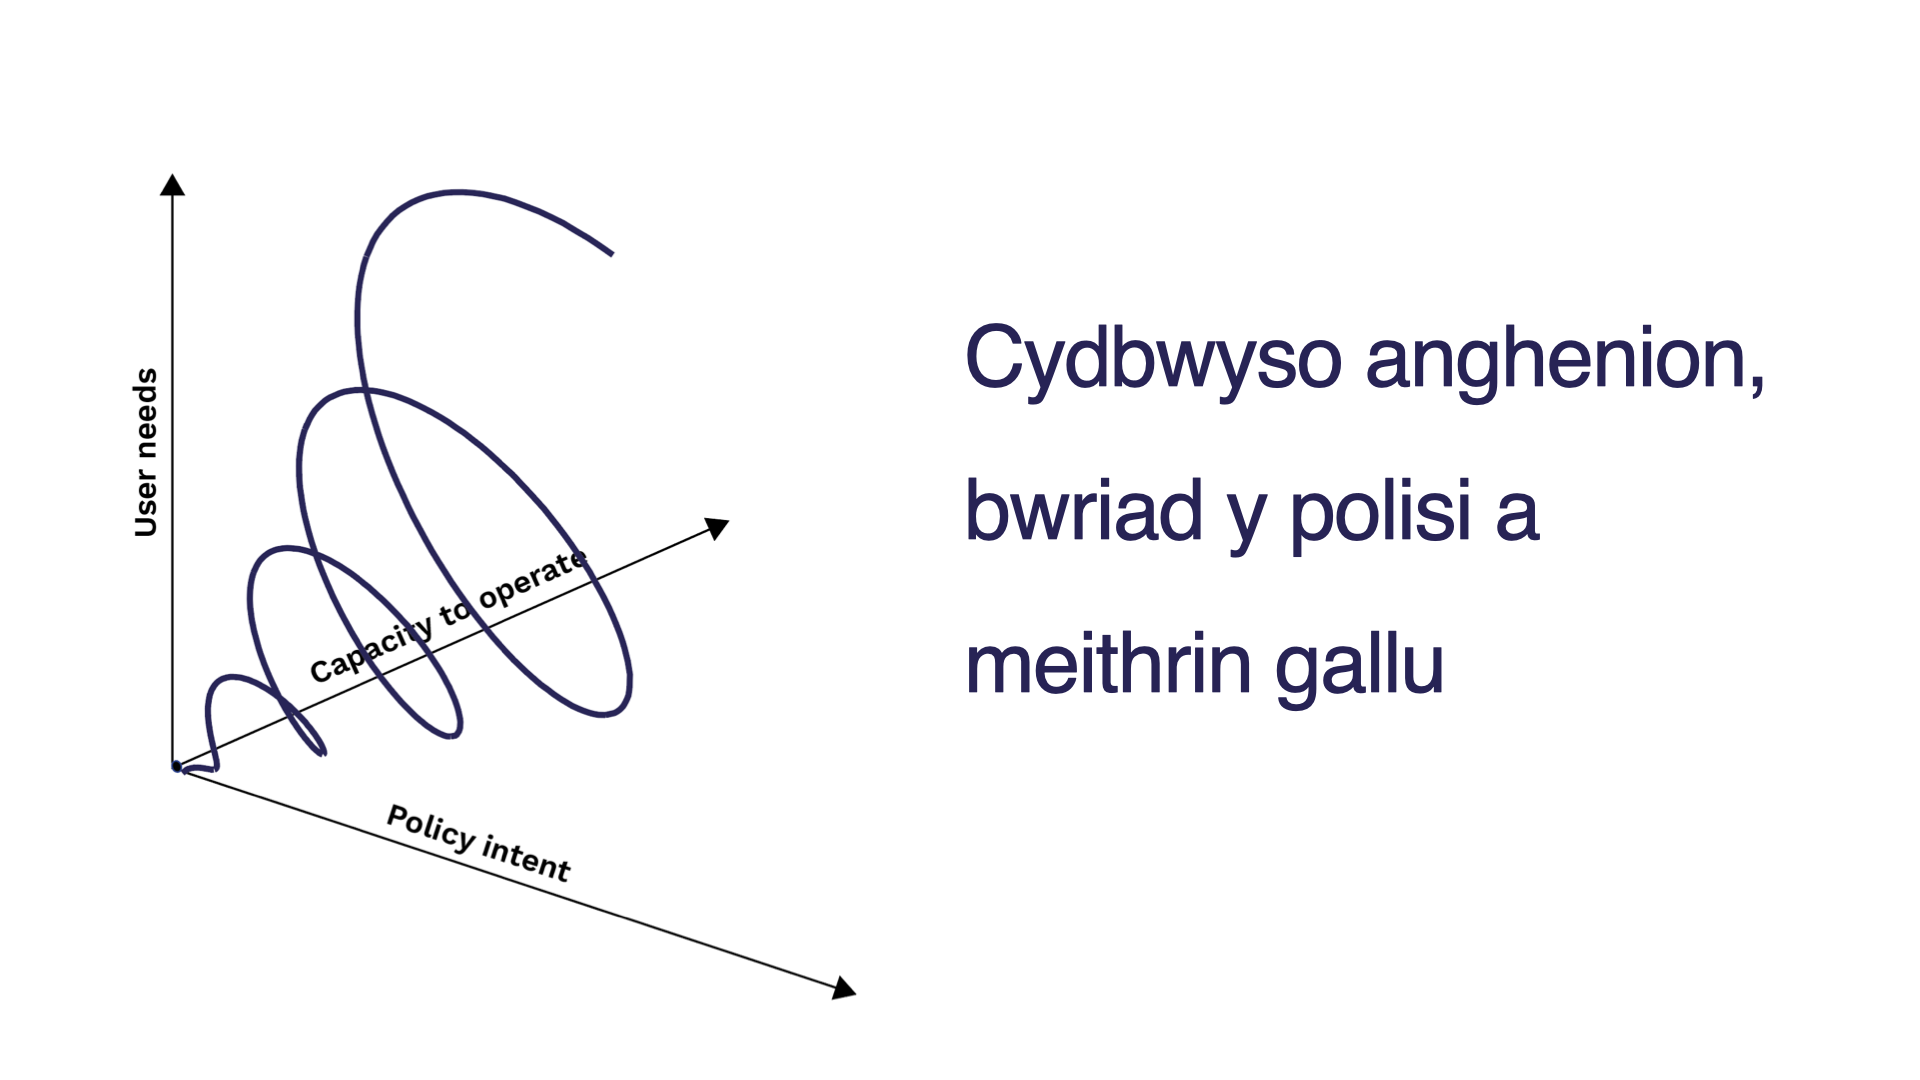 User needs
Capacity to operate
Policy intent
Cydbwyso anghenion,
bwriad y polisi a
meithrin gallu